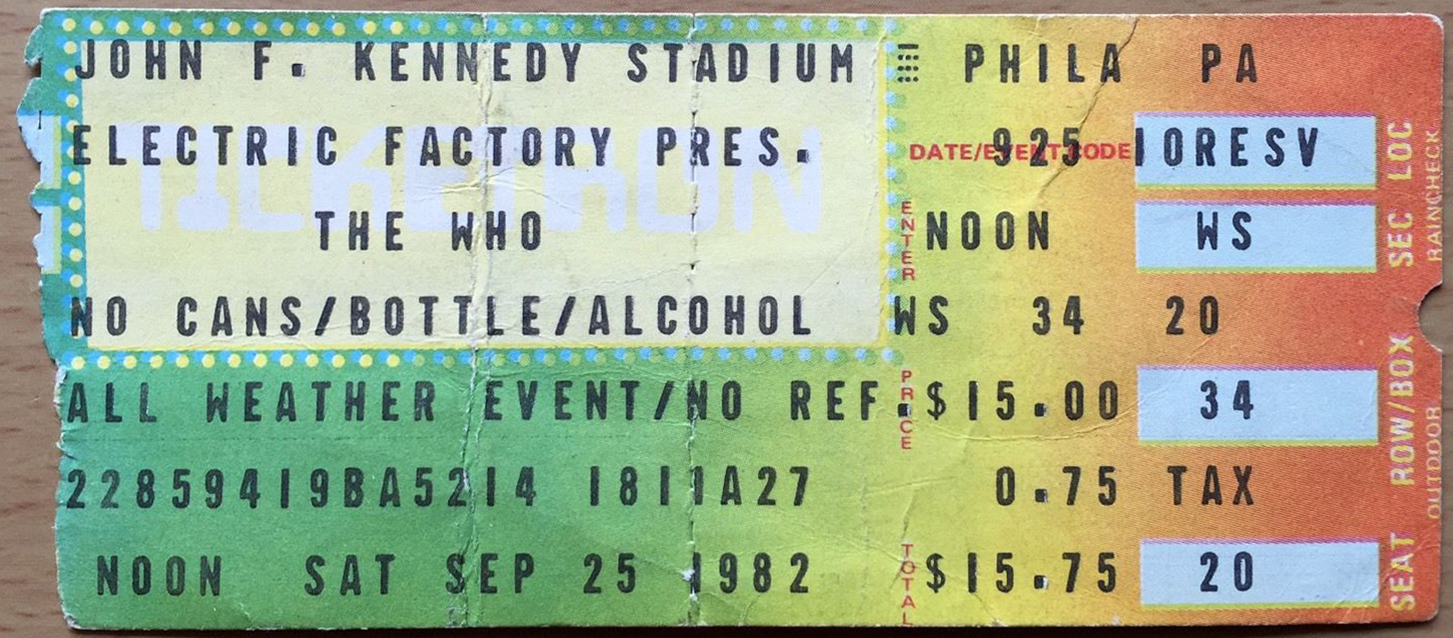 JOHN F. KENNEDY STADIUM PHILA PA
ELECTRIC FACTORY PRES. DATE/EVENT CODE 925 IORESV
TICKETRON
THE WHO ENTER NOON WS
NO CANS/BOTTLE/ALCOHOL WS 34 20
ALL WEATHER EVENT/NO REF. PRICE $15.00 34
22859419BA5214 1811A27 0.75 TAX
NOON SAT SEP 25 1982 TOTAL $15.75 20
SEC LOC
ROW/BOX
SEAT
RAINCHECK
OUTDOOR